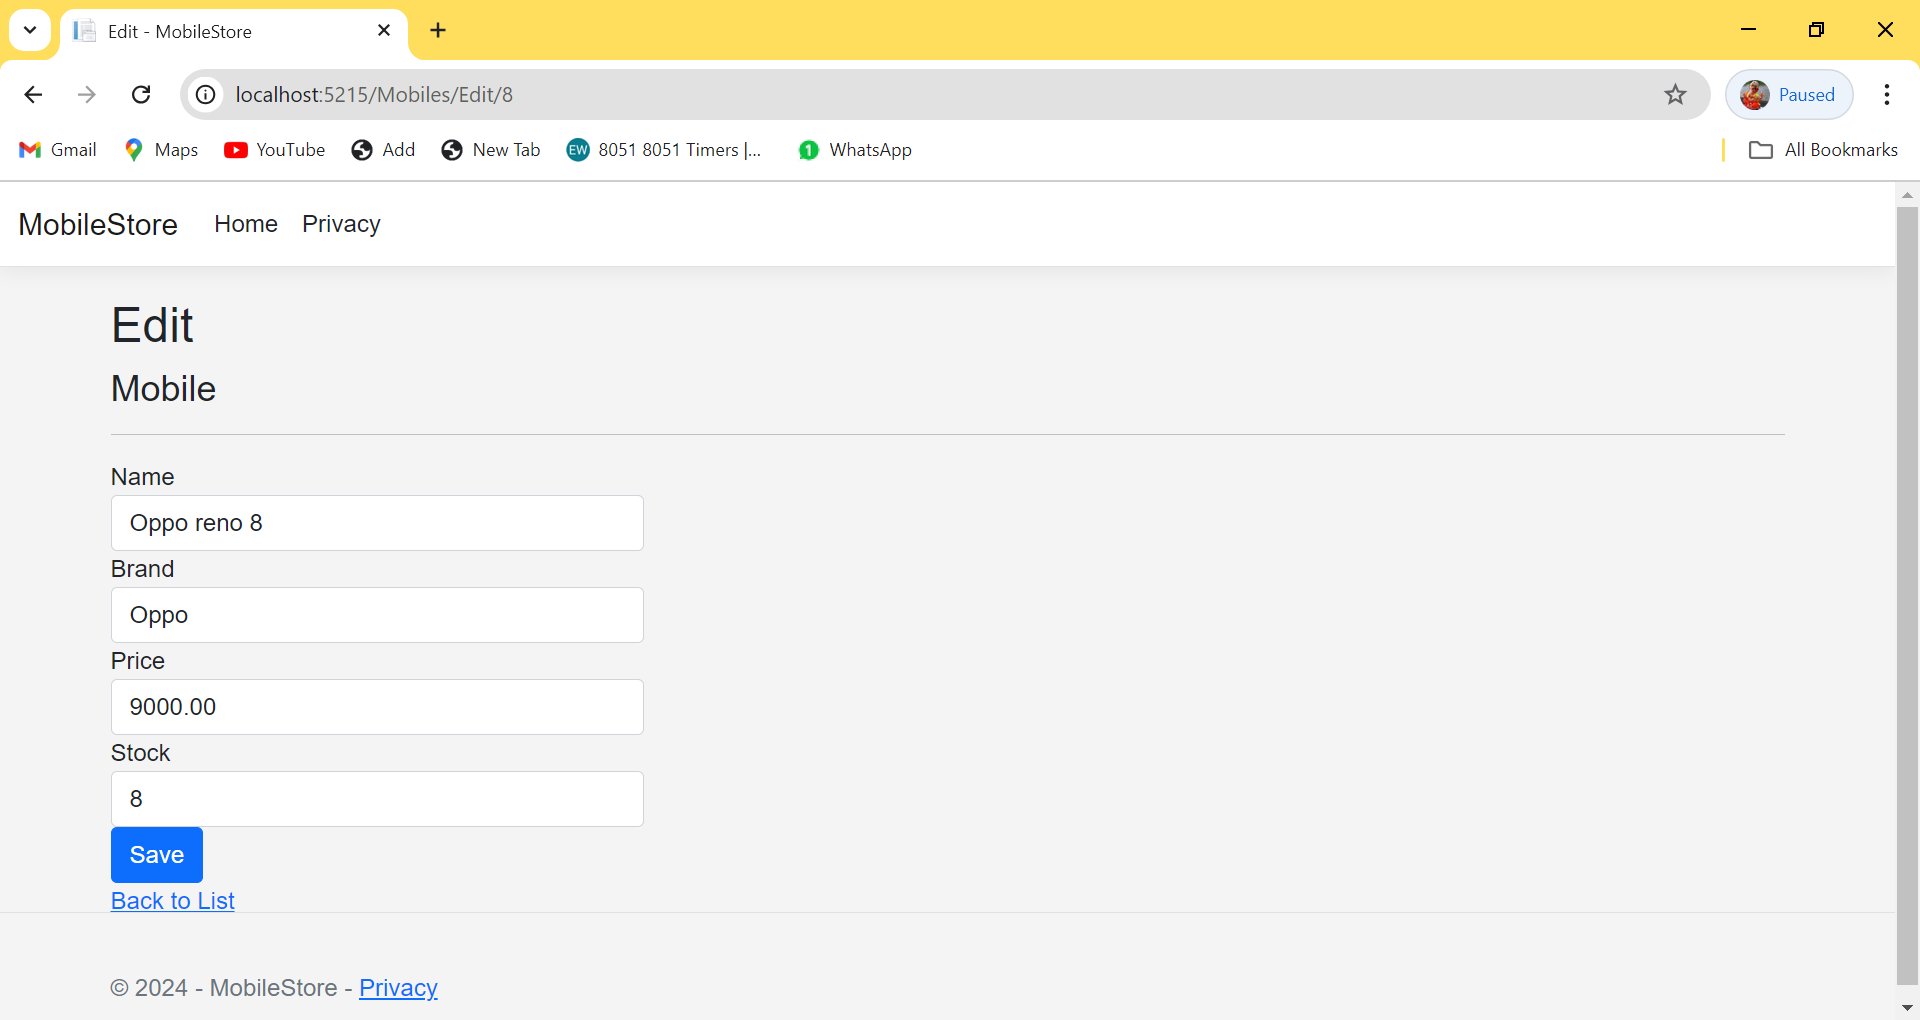 Edit - MobileStore
localhost:5215/Mobiles/Edit/8
Paused
Gmail Maps YouTube Add New Tab EW 8051 8051 Timers |... 1 WhatsApp All Bookmarks
MobileStore Home Privacy
Edit
Mobile
Name
Oppo reno 8
Brand
Oppo
Price
9000.00
Stock
8
Save
Back to List
© 2024 - MobileStore - Privacy